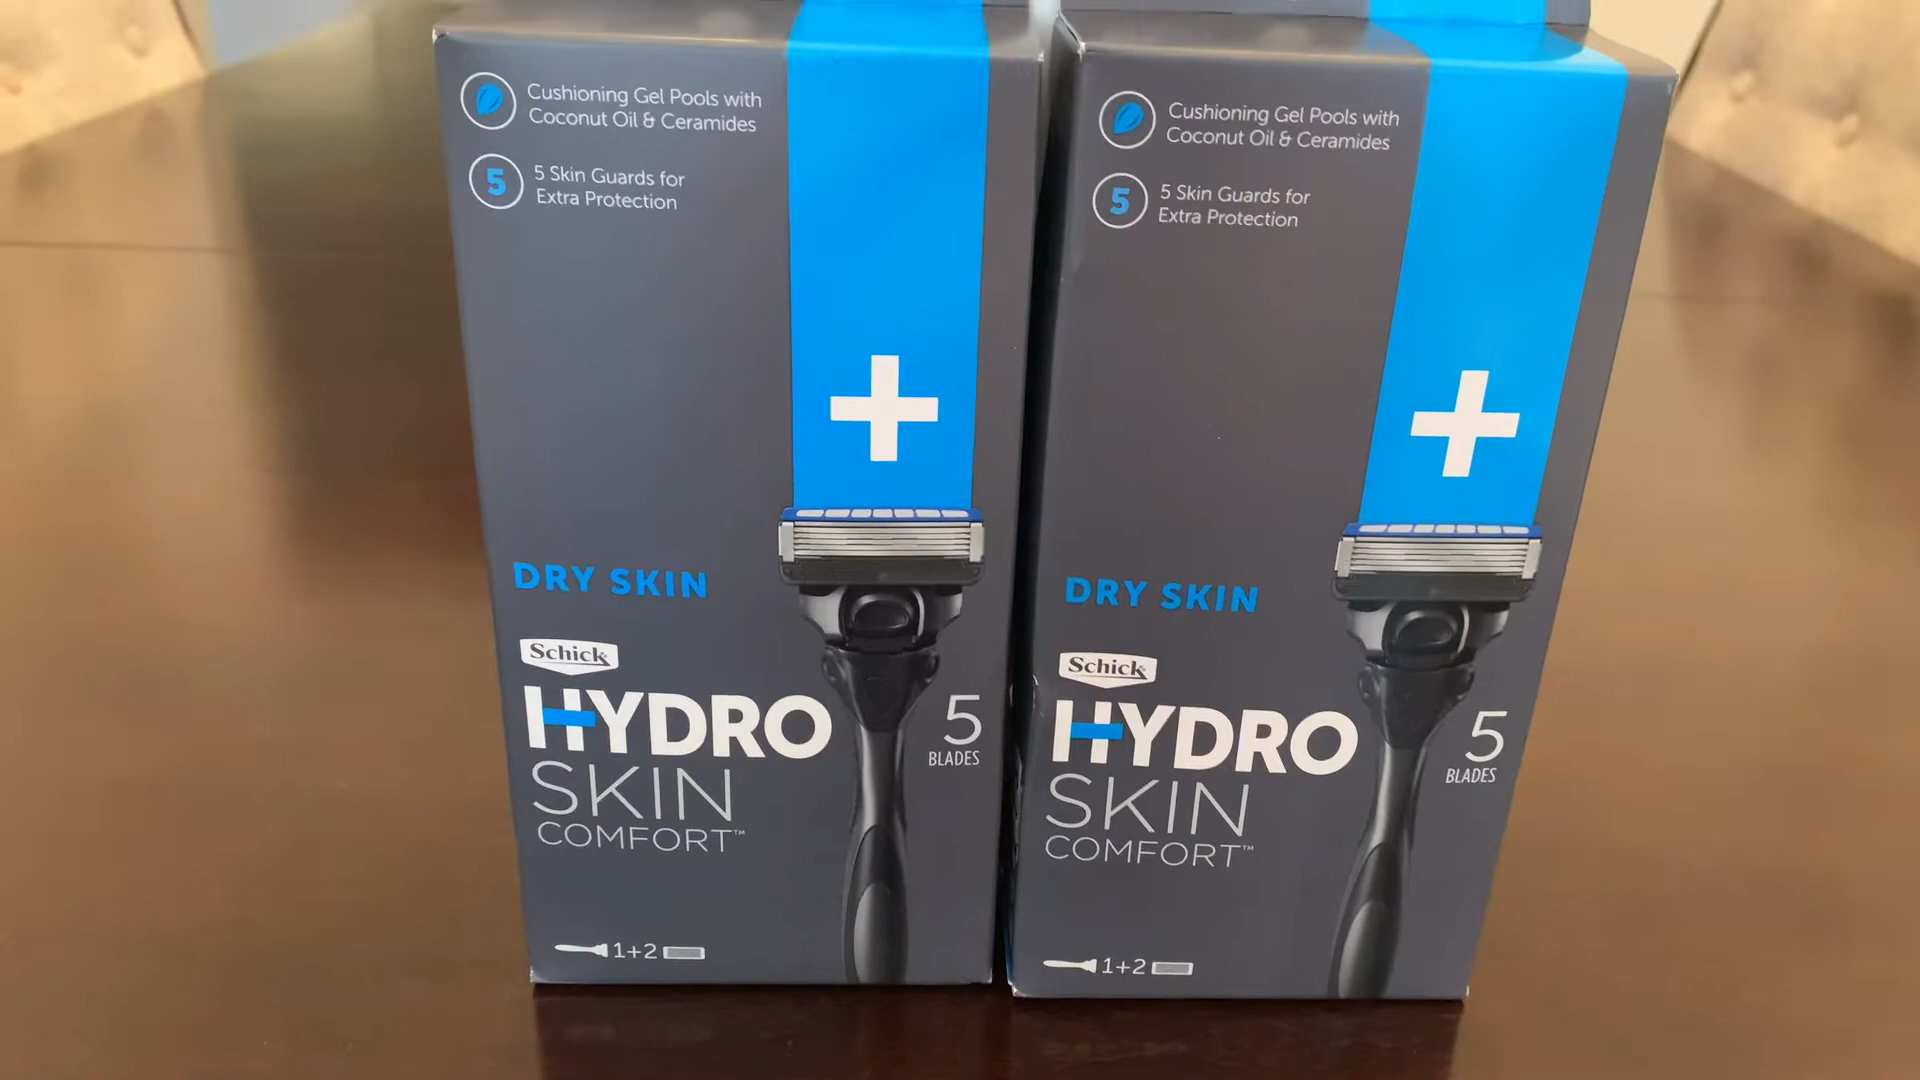 Cushioning Gel Pools with
Coconut Oil & Ceramides
5
5 Skin Guards for
Extra Protection
DRY SKIN
Schick
HYDRO
SKIN
COMFORT™
5
BLADES
1+2
Cushioning Gel Pools with
Coconut Oil & Ceramides
5
5 Skin Guards for
Extra Protection
DRY SKIN
Schick
HYDRO
SKIN
COMFORT™
5
BLADES
1+2